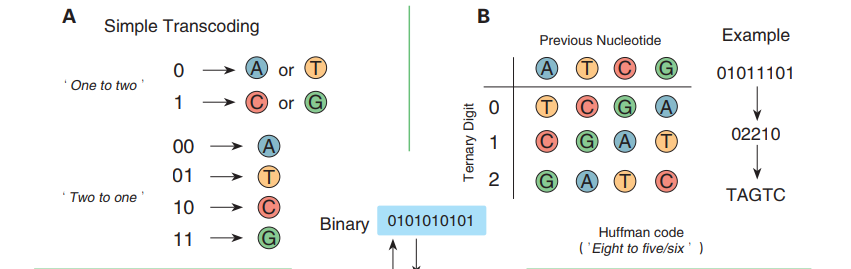 A
Simple Transcoding
' One to two '
0 A or T
1 C or G
' Two to one '
00 A
01 T
10 C
11 G
Binary 0101010101
B
Previous Nucleotide
A T C G
Ternary Digit
0 T C G A
1 C G A T
2 G A T C
Huffman code
( ' Eight to five/six ' )
Example
01011101
02210
TAGTC